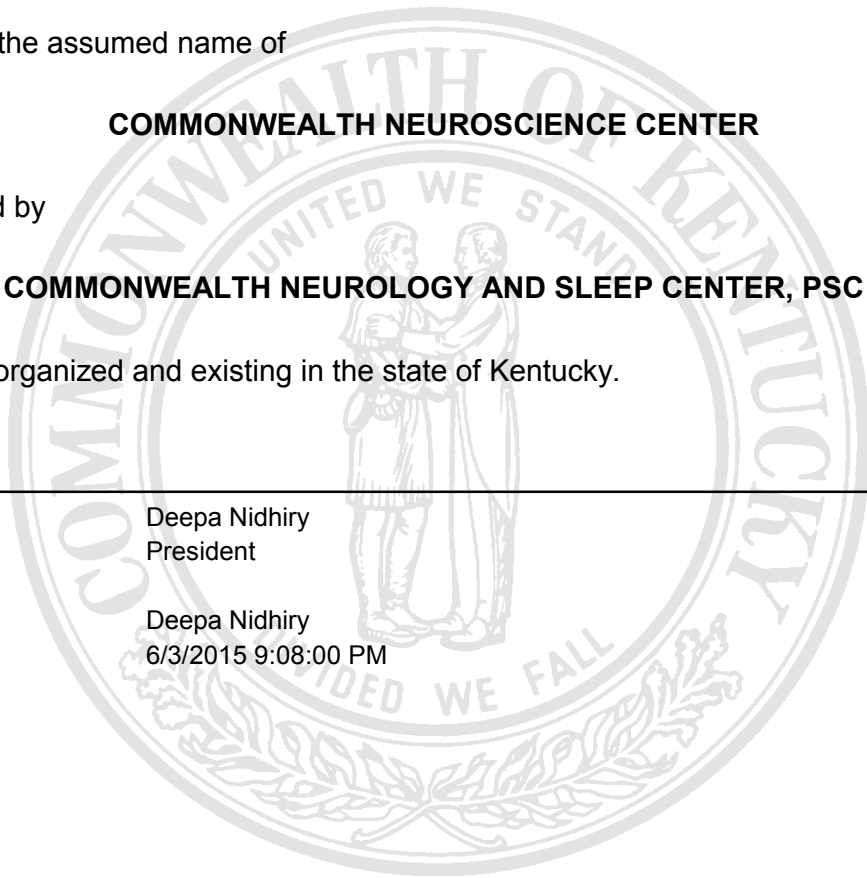 the assumed name of
COMMONWEALTH NEUROSCIENCE CENTER
d by
COMMONWEALTH NEUROLOGY AND SLEEP CENTER, PSC
organized and existing in the state of Kentucky.
Deepa Nidhiry
President
Deepa Nidhiry
6/3/2015 9:08:00 PM
COMMONWEALTH OF KENTUCKY
UNITED WE STAND
DIVIDED WE FALL